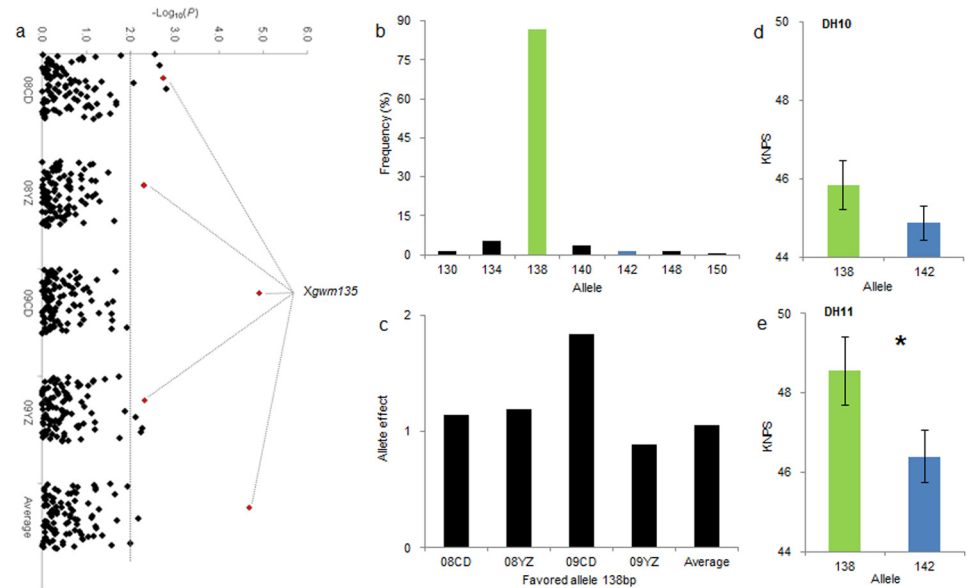 a
-Log10(P)
0.0 1.0 2.0 3.0 4.0 5.0 6.0
08CD
08YZ
09CD
09YZ
Average
Xgwm135
b
Frequency (%)
90
75
60
45
30
15
0
130 134 138 140 142 148 150
Allele
c
Allete effect
2
1
0
08CD 08YZ 09CD 09YZ Average
Favored allele 138bp
d
DH10
KNPS
50
48
46
44
138 142
Allele
e
DH11
*
KNPS
50
48
46
44
138 142
Allele